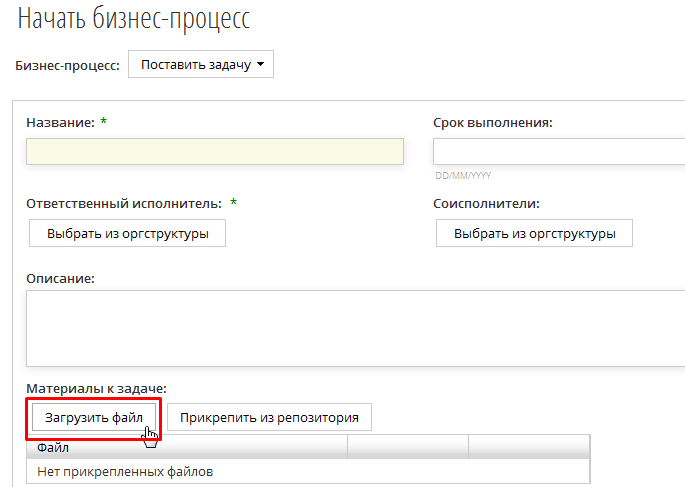 Начать бизнес-процесс
Бизнес-процесс: Поставить задачу
Название: * Срок выполнения:
DD/MM/YYYY
Ответственный исполнитель: * Соисполнители:
Выбрать из оргструктуры Выбрать из оргструктуры
Описание:
Материалы к задаче:
Загрузить файл Прикрепить из репозитория
Файл
Нет прикрепленных файлов